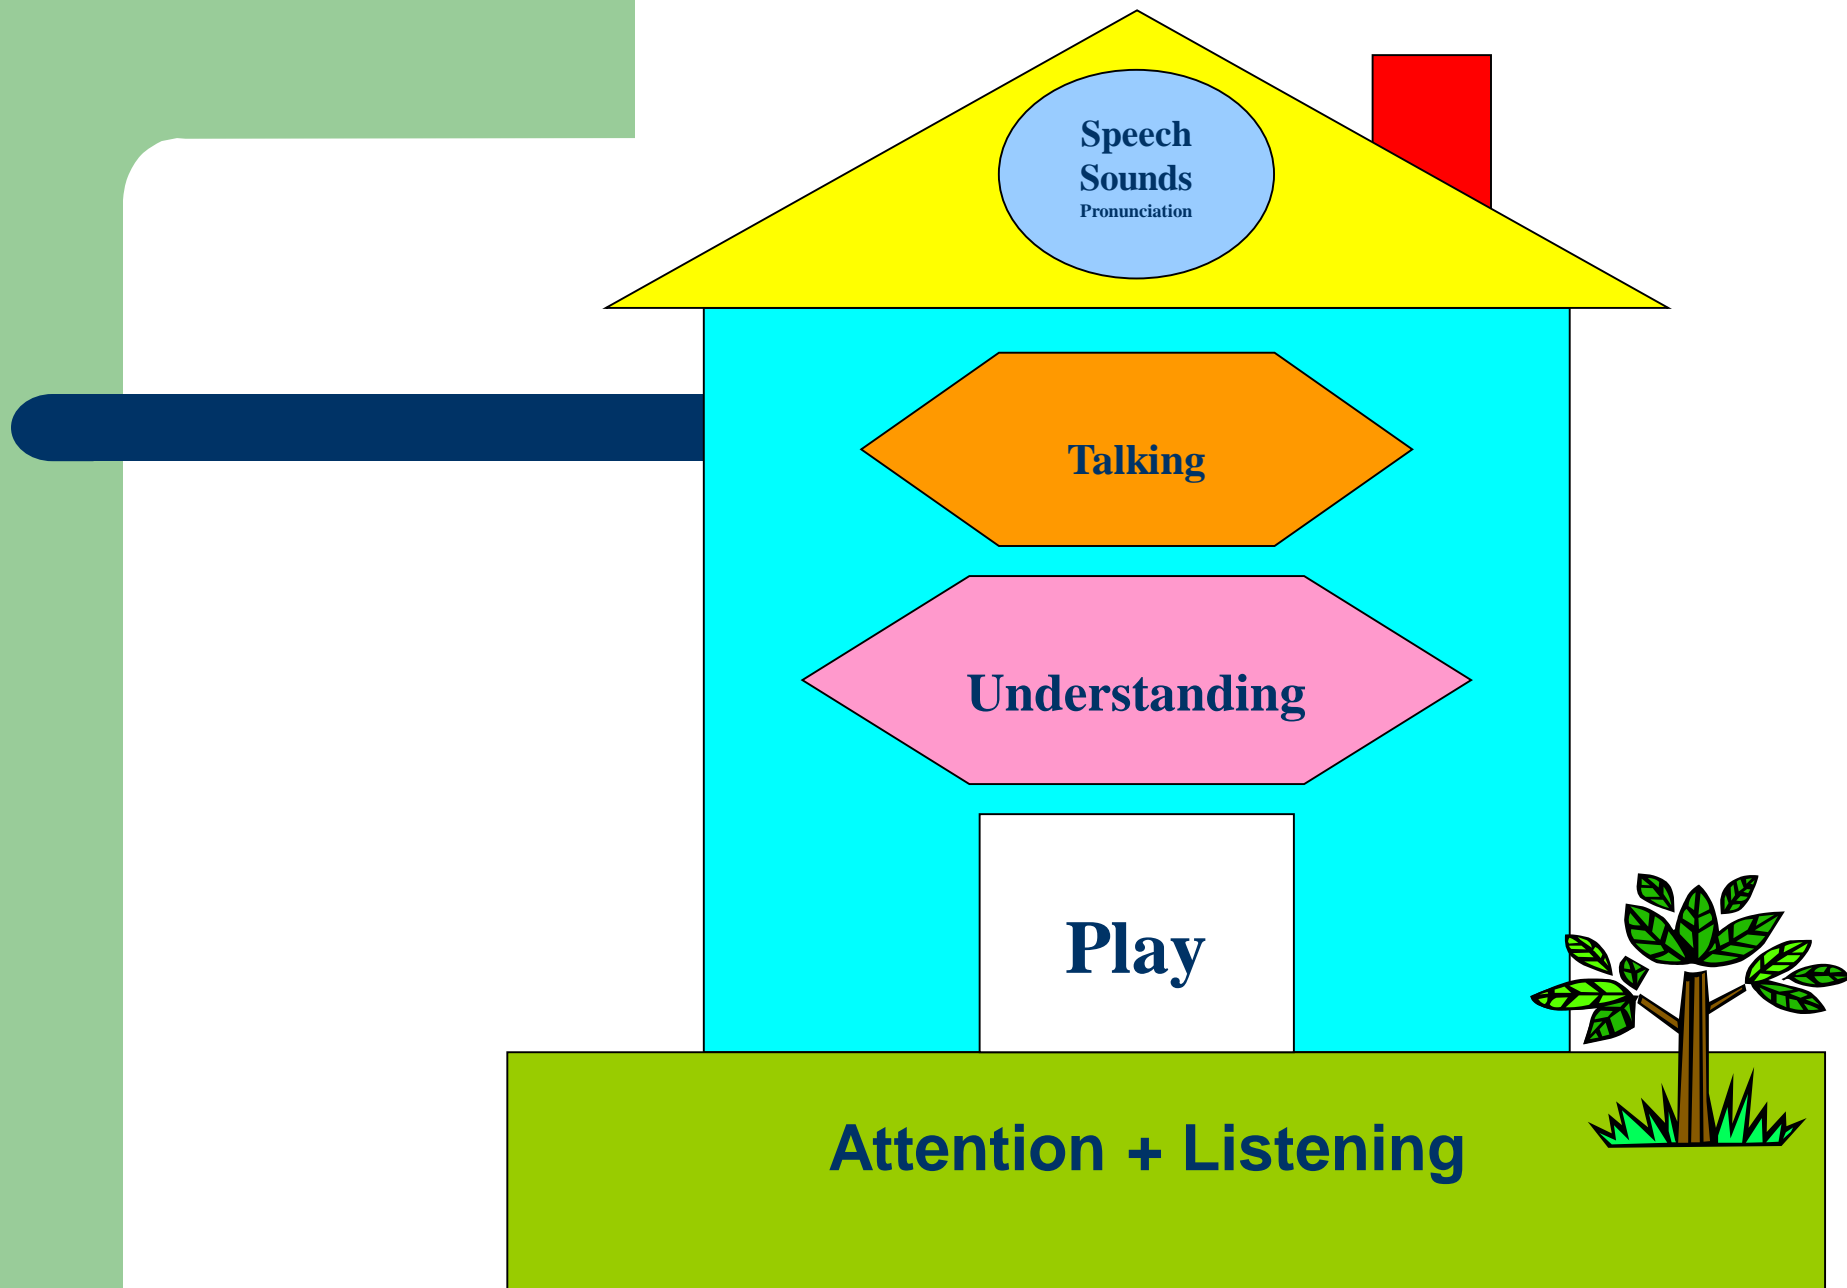 Speech
Sounds
Pronunciation
Talking
Understanding
Play
Attention + Listening